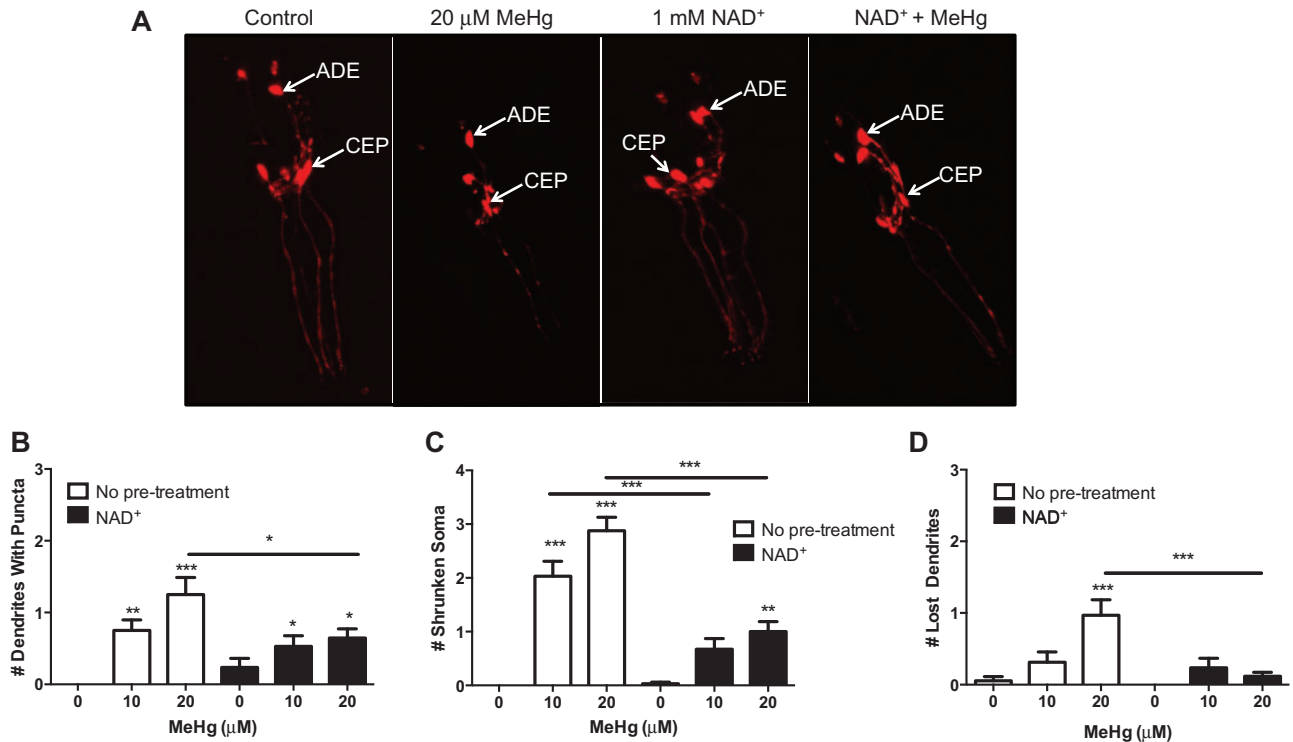 A
Control
20 μM MeHg
1 mM NAD⁺
NAD⁺ + MeHg
ADE
CEP
ADE
CEP
ADE
CEP
ADE
CEP
B
# Dendrites With Puncta
3
2
1
0
No pre-treatment
NAD⁺
*
**
***
*
*
0 10 20 0 10 20
MeHg (μM)
C
# Shrunken Soma
4
3
2
1
0
***
***
No pre-treatment
NAD⁺
***
***
**
0 10 20 0 10 20
MeHg (μM)
D
# Lost Dendrites
3
2
1
0
No pre-treatment
NAD⁺
***
***
0 10 20 0 10 20
MeHg (μM)